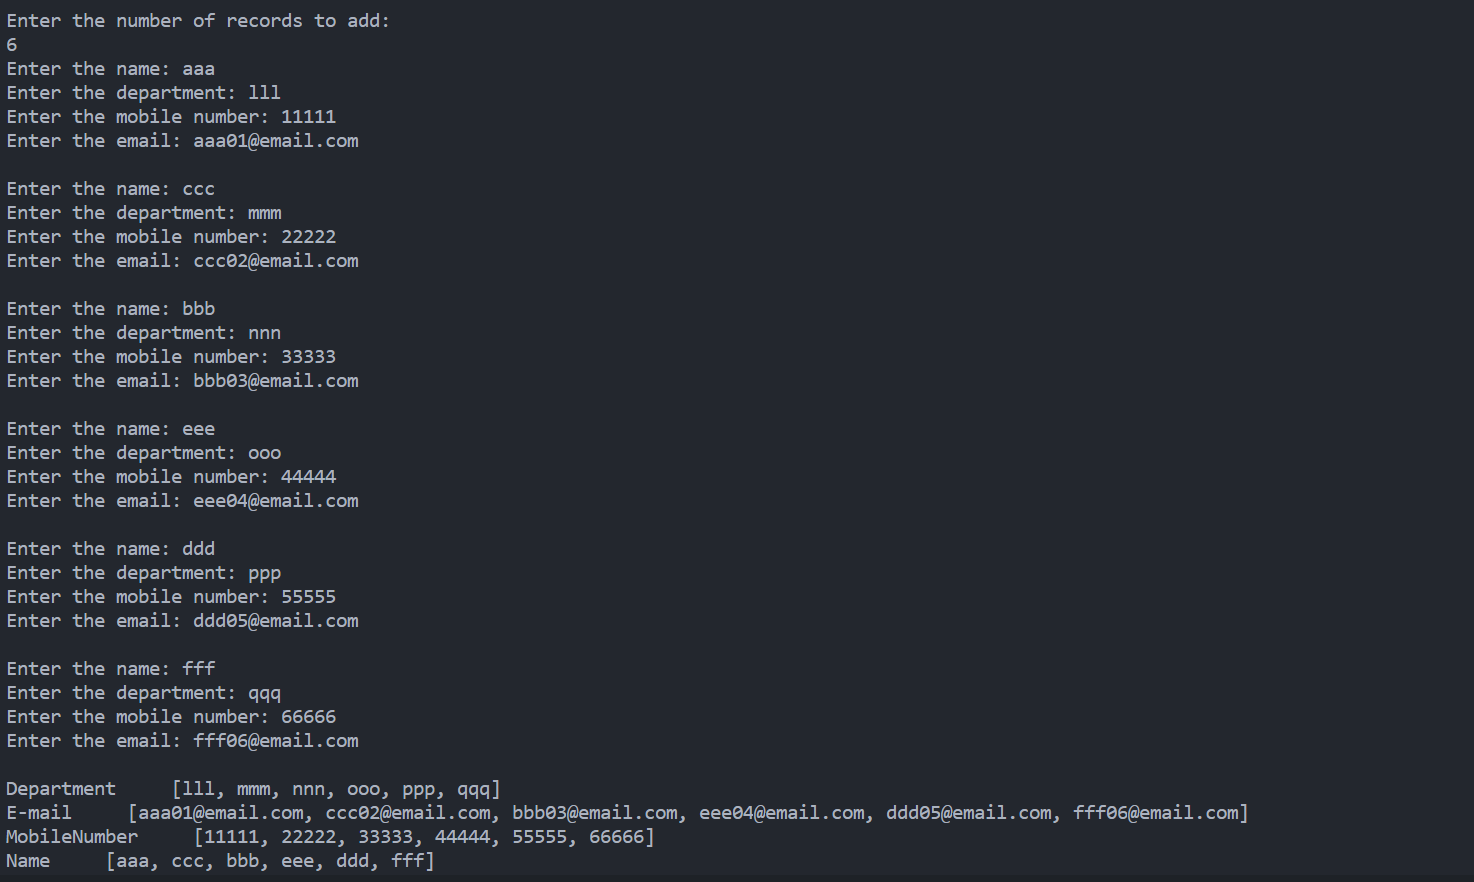 Enter the number of records to add:
6
Enter the name: aaa
Enter the department: lll
Enter the mobile number: 11111
Enter the email: aaa01@email.com
Enter the name: ccc
Enter the department: mmm
Enter the mobile number: 22222
Enter the email: ccc02@email.com
Enter the name: bbb
Enter the department: nnn
Enter the mobile number: 33333
Enter the email: bbb03@email.com
Enter the name: eee
Enter the department: ooo
Enter the mobile number: 44444
Enter the email: eee04@email.com
Enter the name: ddd
Enter the department: ppp
Enter the mobile number: 55555
Enter the email: ddd05@email.com
Enter the name: fff
Enter the department: qqq
Enter the mobile number: 66666
Enter the email: fff06@email.com
Department     [lll, mmm, nnn, ooo, ppp, qqq]
E-mail     [aaa01@email.com, ccc02@email.com, bbb03@email.com, eee04@email.com, ddd05@email.com, fff06@email.com]
MobileNumber     [11111, 22222, 33333, 44444, 55555, 66666]
Name     [aaa, ccc, bbb, eee, ddd, fff]